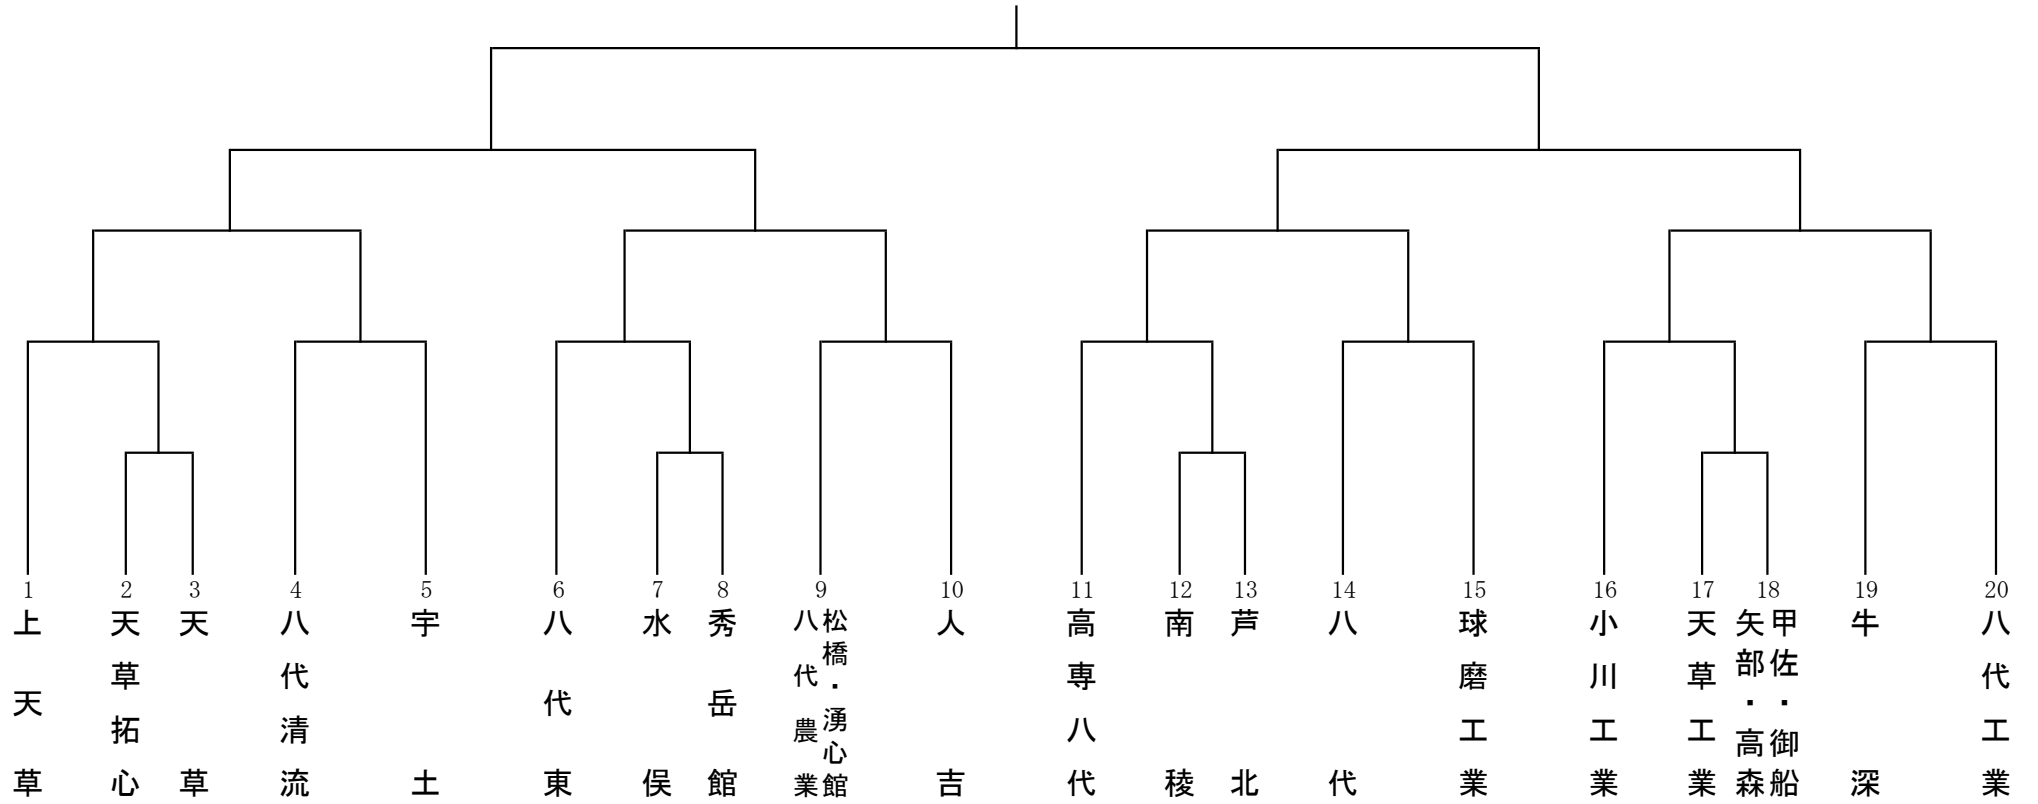 1
上天草
2
天草拓心
3
天草
4
八代清流
5
宇土
6
八代東
7
水俣
8
秀岳館
9
松橋・湧心館
八代農業
10
人吉
11
高専八代
12
南稜
13
芦北
14
八代
15
球磨工業
16
小川工業
17
天草工業
18
甲佐・御船
矢部・高森
19
牛深
20
八代工業